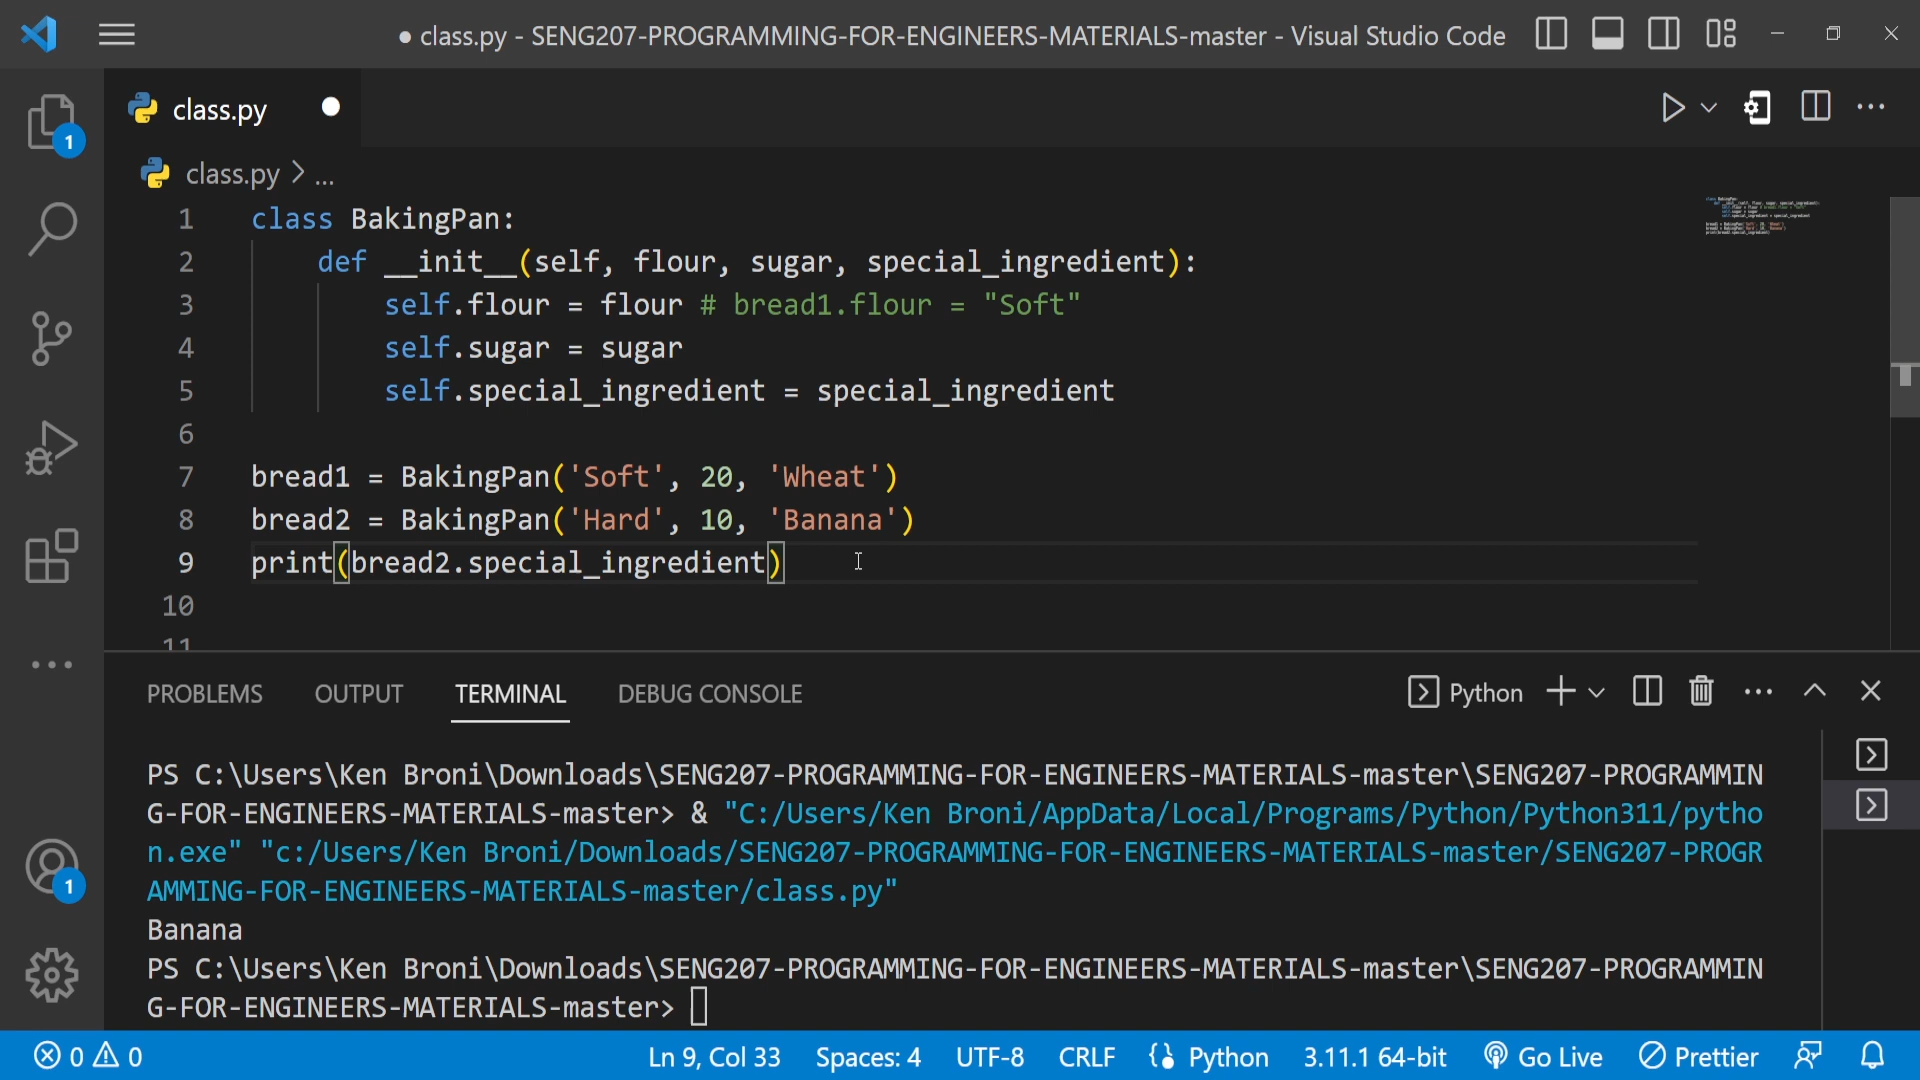 class.py - SENG207-PROGRAMMING-FOR-ENGINEERS-MATERIALS-master - Visual Studio Code
class.py
1
class.py > ...
1 class BakingPan:
2 def __init__(self, flour, sugar, special_ingredient):
3 self.flour = flour # bread1.flour = "Soft"
4 self.sugar = sugar
5 self.special_ingredient = special_ingredient
6
7 bread1 = BakingPan('Soft', 20, 'Wheat')
8 bread2 = BakingPan('Hard', 10, 'Banana')
9 print(bread2.special_ingredient)
10
11
PROBLEMS OUTPUT TERMINAL DEBUG CONSOLE Python
PS C:\Users\Ken Broni\Downloads\SENG207-PROGRAMMING-FOR-ENGINEERS-MATERIALS-master\SENG207-PROGRAMMIN
G-FOR-ENGINEERS-MATERIALS-master> & "C:/Users/Ken Broni/AppData/Local/Programs/Python/Python311/pytho
n.exe" "c:/Users/Ken Broni/Downloads/SENG207-PROGRAMMING-FOR-ENGINEERS-MATERIALS-master/SENG207-PROGR
AMMING-FOR-ENGINEERS-MATERIALS-master/class.py"
1
Banana
PS C:\Users\Ken Broni\Downloads\SENG207-PROGRAMMING-FOR-ENGINEERS-MATERIALS-master\SENG207-PROGRAMMIN
G-FOR-ENGINEERS-MATERIALS-master>
0 0 Ln 9, Col 33 Spaces: 4 UTF-8 CRLF Python 3.11.1 64-bit Go Live Prettier